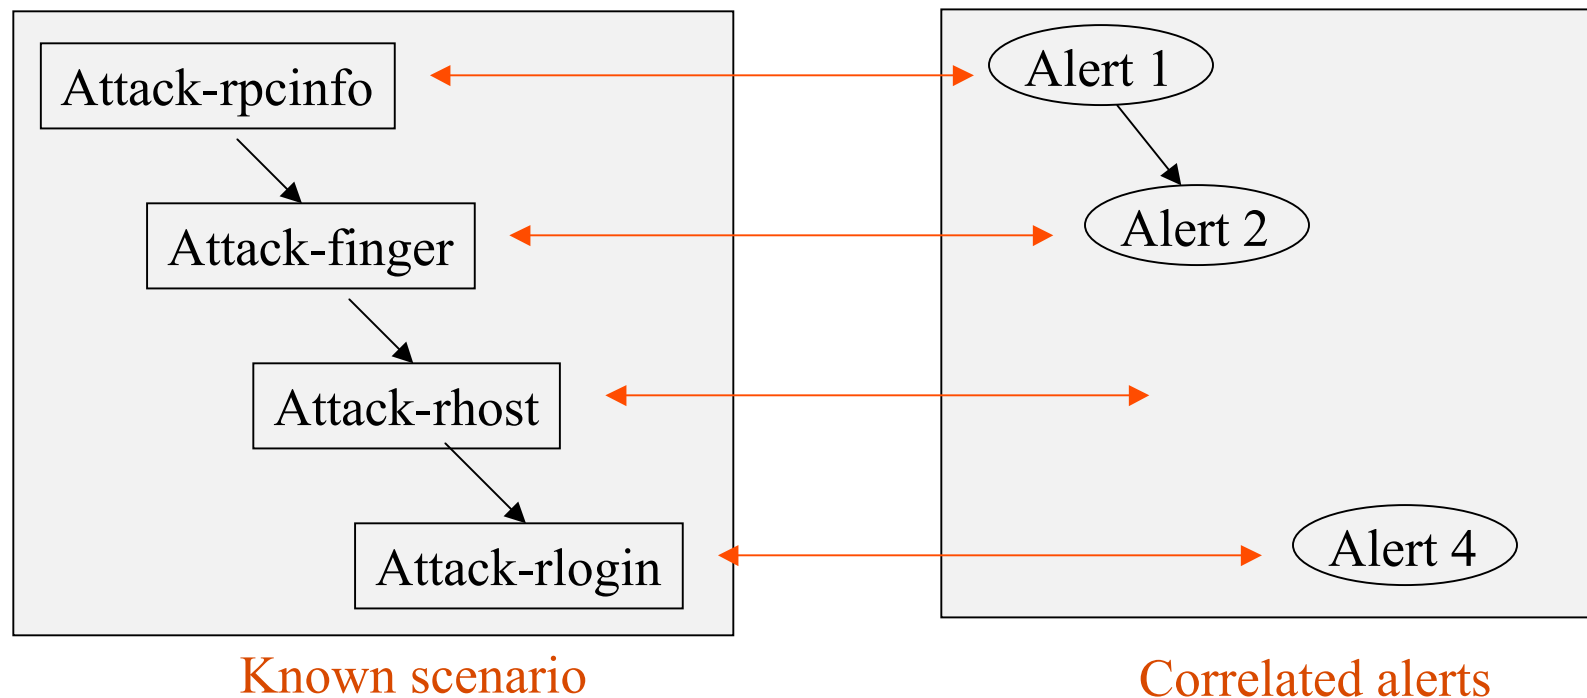 Attack-rpcinfo
Attack-finger
Attack-rhost
Attack-rlogin
Known scenario
Alert 1
Alert 2
Alert 4
Correlated alerts